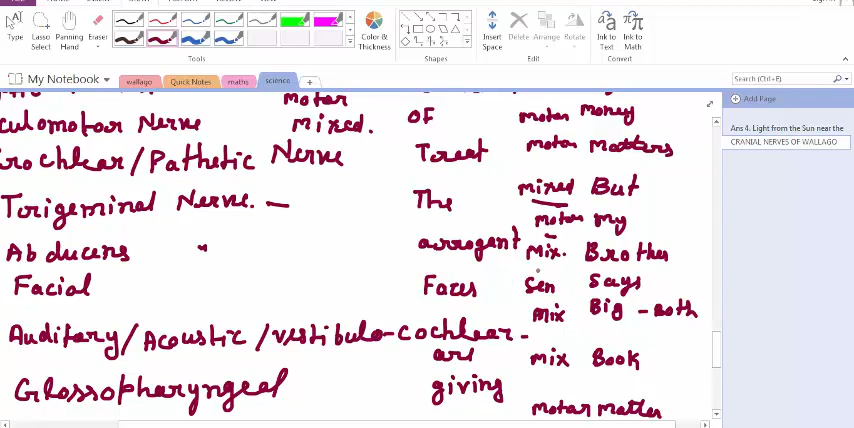 Type
Lasso Select
Panning Hand
Eraser
Color & Thickness
Insert Space
Delete
Arrange
Rotate
Ink to Text
Ink to Math
Tools
Shapes
Edit
Convert
My Notebook
wallago
Quick Notes
maths
science
Search (Ctrl+E)
Add Page
Ans 4. Light from the Sun near the
CRANIAL NERVES OF WALLAGO
motor
culomotor Nerve mixed. OF motor money
rochlear/Pathetic Nerve Toreat motor matters
Torigeminal Nerve. — The mixed But
motor my
Abducens " arrogent mix. Brother
Facial Faces Sen Says
Mix Big - Both
Auditory/Acoustic/vestibulo-cochlear-
are mix Book
Glossopharyngeal giving
motor matter